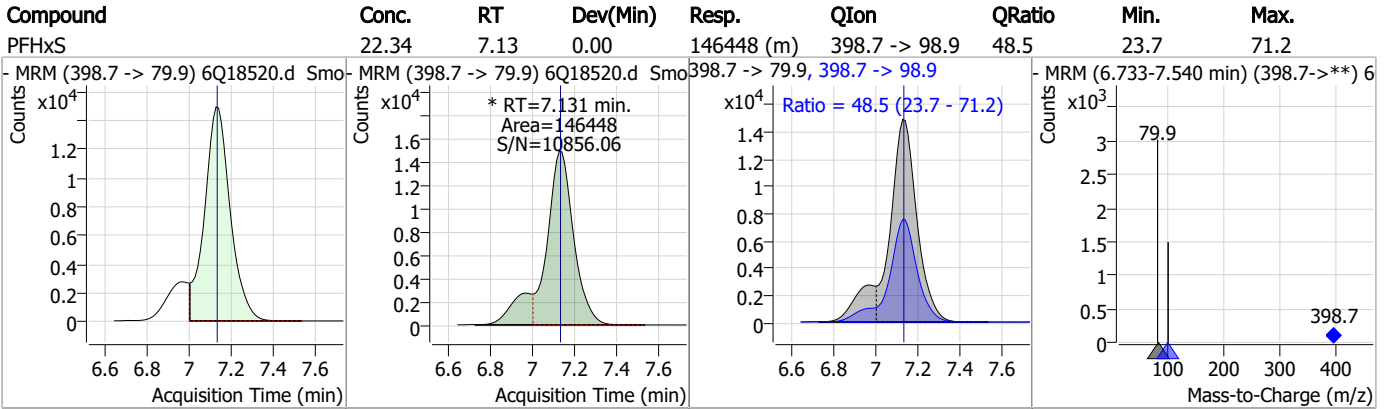 Compound Conc. RT Dev(Min) Resp. QIon QRatio Min. Max.
PFHxS 22.34 7.13 0.00 146448 (m) 398.7 -> 98.9 48.5 23.7 71.2
- MRM (398.7 -> 79.9) 6Q18520.d Smo
Counts
x10⁴
1.2
1
0.8
0.6
0.4
0.2
0
6.6 6.8 7 7.2 7.4 7.6
Acquisition Time (min)
- MRM (398.7 -> 79.9) 6Q18520.d Smo
Counts
x10⁴
* RT=7.131 min.
Area=146448
S/N=10856.06
1.6
1.4
1.2
1
0.8
0.6
0.4
0.2
0
6.6 6.8 7 7.2 7.4 7.6
Acquisition Time (min)
398.7 -> 79.9, 398.7 -> 98.9
x10⁴
Ratio = 48.5 (23.7 - 71.2)
1.4
1.2
1
0.8
0.6
0.4
0.2
0
6.6 6.8 7 7.2 7.4 7.6
Acquisition Time (min)
- MRM (6.733-7.540 min) (398.7->**) 6
Counts
x10³
79.9
3
2.5
2
1.5
1
0.5
0
398.7
100 200 300 400
Mass-to-Charge (m/z)